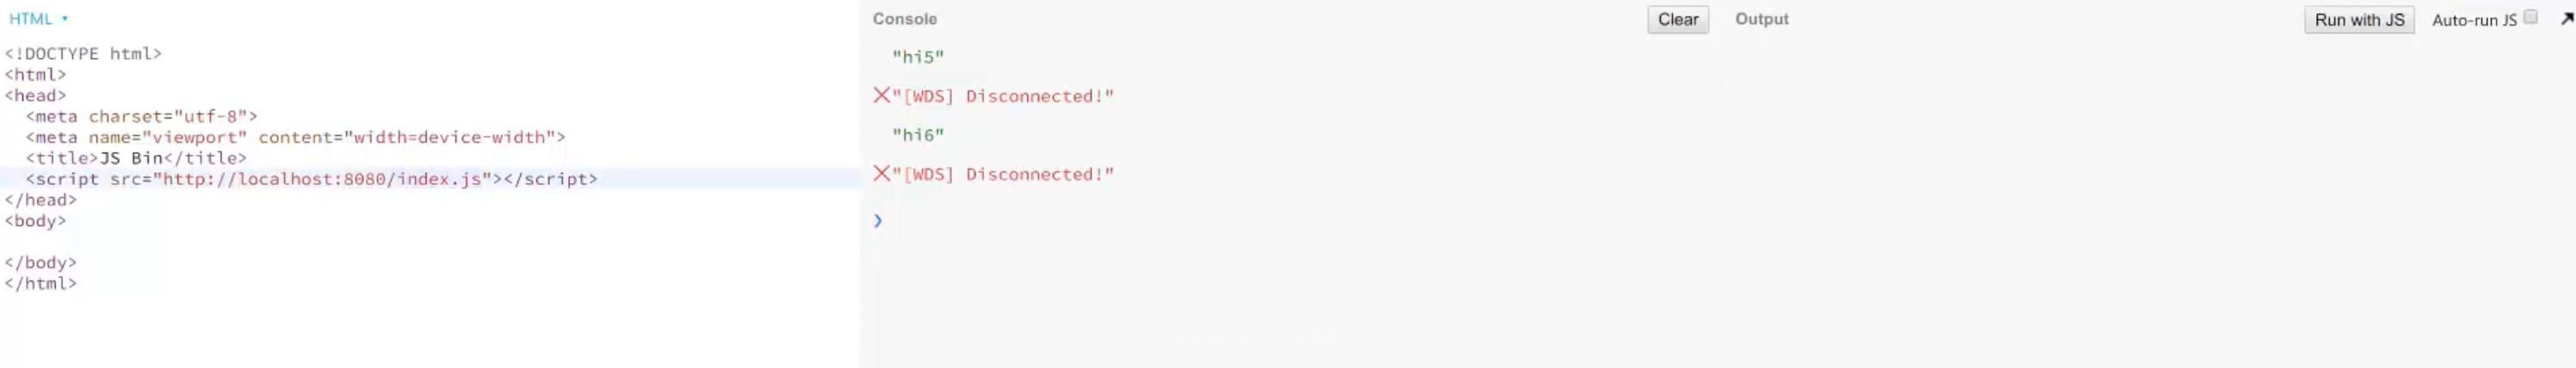 HTML ▾
<!DOCTYPE html>
<html>
<head>
  <meta charset="utf-8">
  <meta name="viewport" content="width=device-width">
  <title>JS Bin</title>
  <script src="http://localhost:8080/index.js"></script>
</head>
<body>
</body>
</html>
Console
Clear
"hi5"
"[WDS] Disconnected!"
"hi6"
"[WDS] Disconnected!"
Output
Run with JS
Auto-run JS